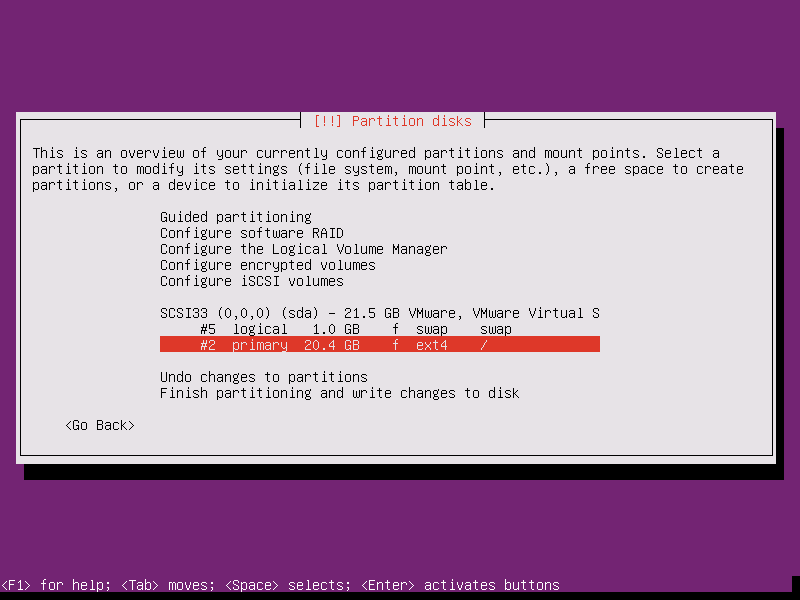 [!!] Partition disks
This is an overview of your currently configured partitions and mount points. Select a
partition to modify its settings (file system, mount point, etc.), a free space to create
partitions, or a device to initialize its partition table.
Guided partitioning
Configure software RAID
Configure the Logical Volume Manager
Configure encrypted volumes
Configure iSCSI volumes
SCSI33 (0,0,0) (sda) - 21.5 GB VMware, VMware Virtual S
#5 logical 1.0 GB f swap swap
#2 primary 20.4 GB f ext4 /
Undo changes to partitions
Finish partitioning and write changes to disk
<Go Back>
<F1> for help; <Tab> moves; <Space> selects; <Enter> activates buttons